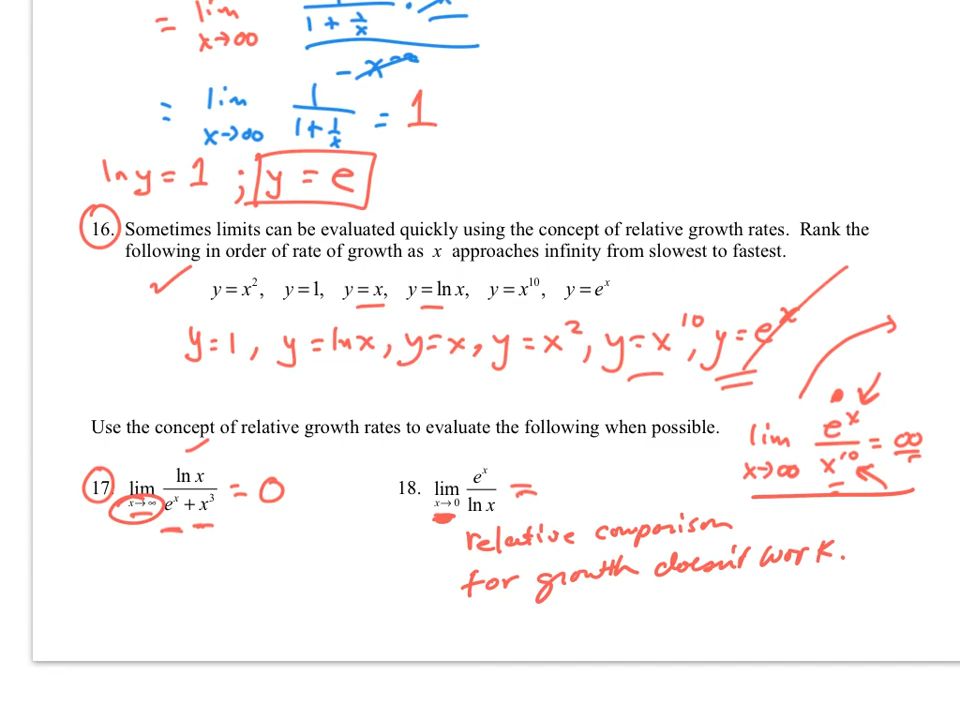 = lim x→∞ 1 + 1/x
- x
= lim x→∞ 1 / (1 + 1/x) = 1
ln y = 1 ; y = e
16. Sometimes limits can be evaluated quickly using the concept of relative growth rates. Rank the
following in order of rate of growth as x approaches infinity from slowest to fastest.
y = x², y = 1, y = x, y = ln x, y = x¹⁰, y = eˣ
y = 1, y = ln x, y = x, y = x², y = x¹⁰, y = eˣ
Use the concept of relative growth rates to evaluate the following when possible.
lim x→∞ eˣ / x¹⁰ = ∞
17. lim x→∞ ln x / (eˣ + x³) = 0
18. lim x→0 eˣ / ln x =
relative comparison
for growth doesn't work.